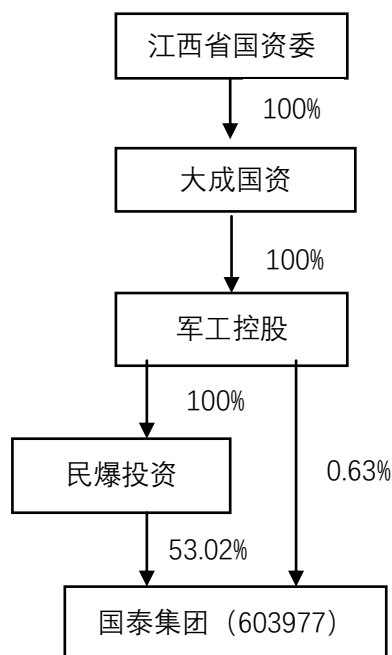 江西省国资委
100%
大成国资
100%
军工控股
100%
0.63%
民爆投资
53.02%
国泰集团（603977）